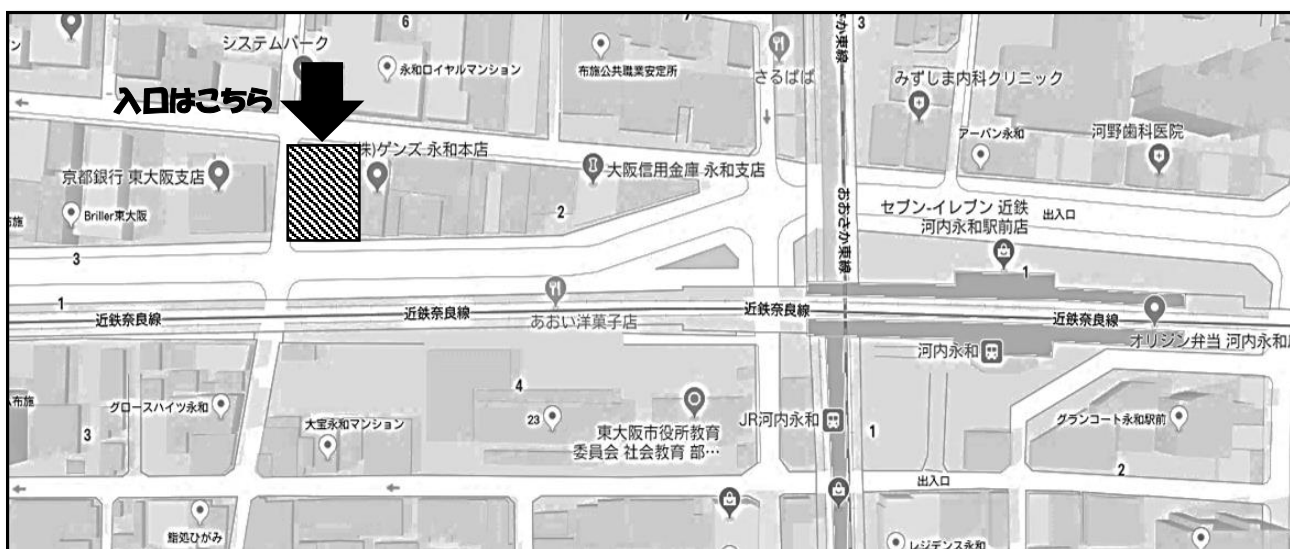 6
7
3
システムパーク
永和ロイヤルマンション
布施公共職業安定所
さるぱぱ
さか東線
みずしま内科クリニック
入口はこちら
アーバン永和
河野歯科医院
株)ゲンズ 永和本店
大阪信用金庫 永和支店
京都銀行 東大阪支店
Briller東大阪
布施
2
おおさか東線
セブン-イレブン 近鉄
河内永和駅前店
出入口
3
1
1
近鉄奈良線
近鉄奈良線
近鉄奈良線
近鉄奈良線
あおい洋菓子店
オリジン弁当 河内永和店
河内永和
グロースハイツ永和
布施
3
大宝永和マンション
4
23
東大阪市役所教育
委員会 社会教育 部…
JR河内永和
1
グランコート永和駅前
2
出入口
鮨処ひがみ
レジデンス永和